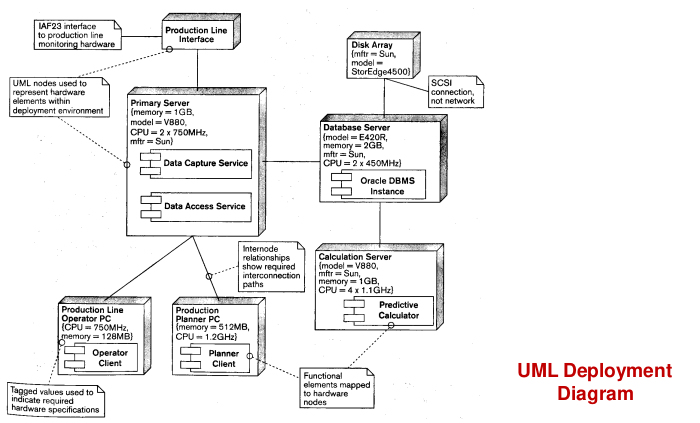 IAF23 interface
to production line
monitoring hardware
Production Line
Interface
Disk Array
{mftr = Sun,
model =
StorEdge4500}
SCSI
connection,
not network
UML nodes used to
represent hardware
elements within
deployment environment
Primary Server
{memory = 1GB,
model = V880,
CPU = 2 x 750MHz,
mftr = Sun}
Data Capture Service
Data Access Service
Database Server
{model = E420R,
memory = 2GB,
mftr = Sun,
CPU = 2 x 450MHz}
Oracle DBMS
Instance
Internode
relationships
show required
interconnection
paths
Calculation Server
{model = V880,
mftr = Sun,
memory = 1GB,
CPU = 4 x 1.1GHz}
Predictive
Calculator
Production Line
Operator PC
{CPU = 750MHz,
memory = 128MB}
Operator
Client
Production
Planner PC
{memory = 512MB,
CPU = 1.2GHz}
Planner
Client
Tagged values used to
indicate required
hardware specifications
Functional
elements mapped
to hardware
nodes
UML Deployment
Diagram